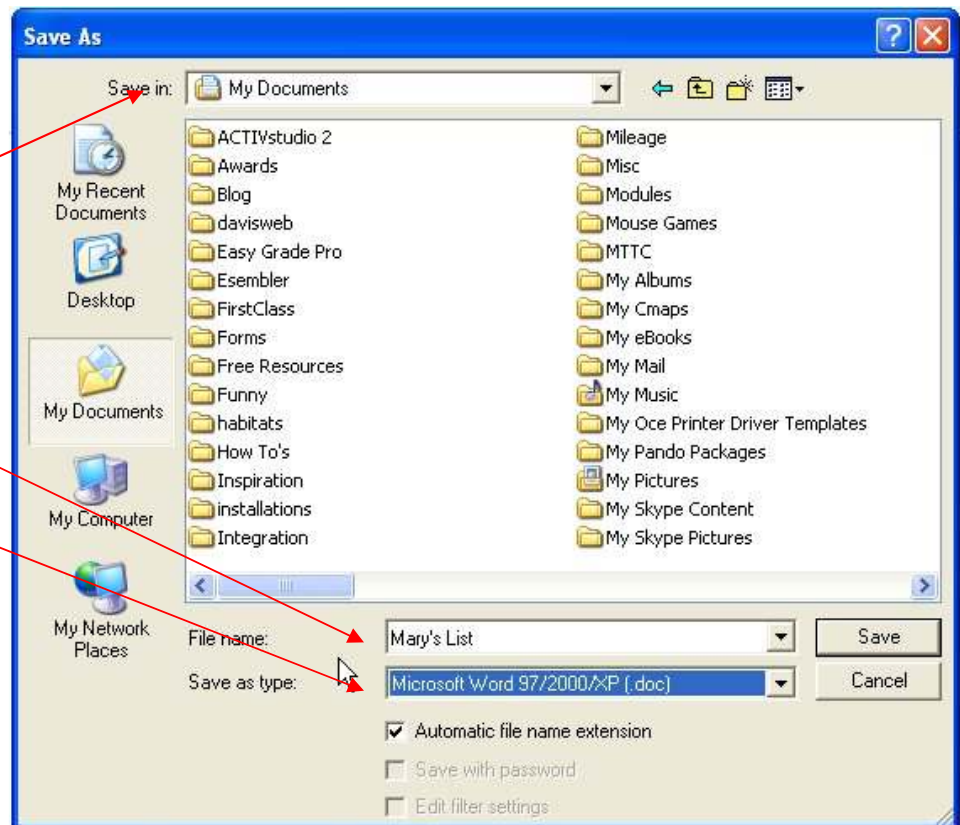 Save As
Save in: My Documents
My Recent Documents
Desktop
My Documents
My Computer
My Network Places
ACTIVstudio 2
Awards
Blog
davisweb
Easy Grade Pro
Esembler
FirstClass
Forms
Free Resources
Funny
habitats
How To's
Inspiration
installations
Integration
Mileage
Misc
Modules
Mouse Games
MTTC
My Albums
My Cmaps
My eBooks
My Mail
My Music
My Oce Printer Driver Templates
My Pando Packages
My Pictures
My Skype Content
My Skype Pictures
File name: Mary's List
Save
Save as type: Microsoft Word 97/2000/XP (.doc)
Cancel
Automatic file name extension
Save with password
Edit filter settings